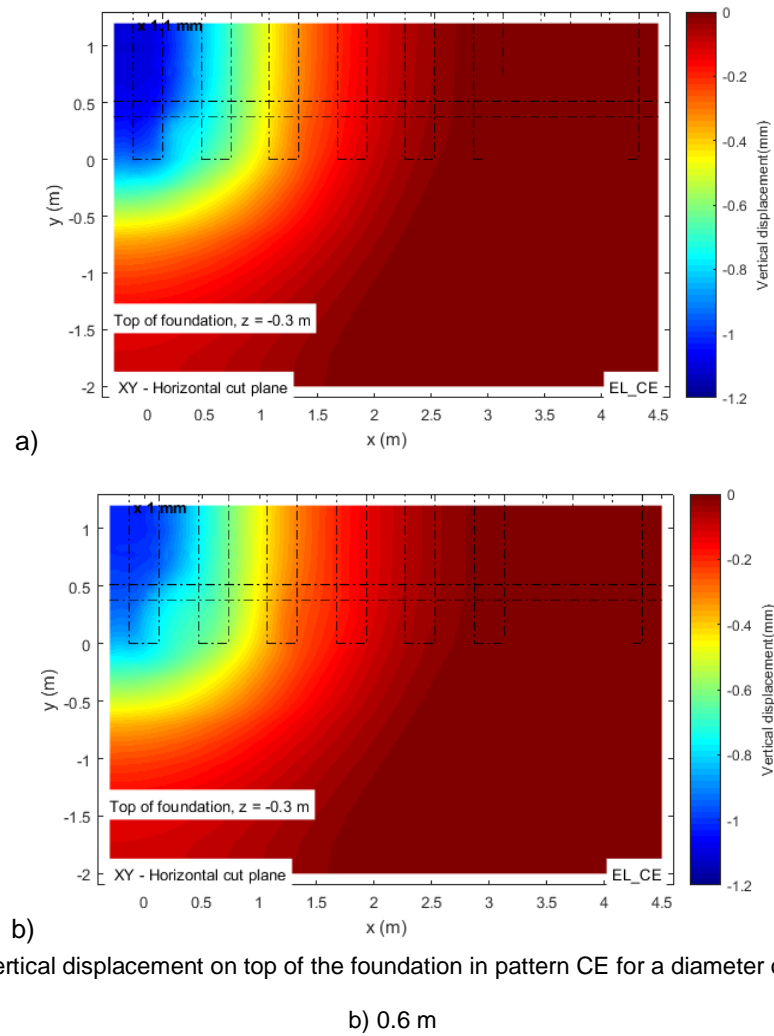 x 1.1 mm
1
0.5
0
-0.5
-1
-1.5
-2
y (m)
Top of foundation, z = -0.3 m
XY - Horizontal cut plane
EL_CE
0 0.5 1 1.5 2 2.5 3 3.5 4 4.5
x (m)
0
-0.2
-0.4
-0.6
-0.8
-1
-1.2
Vertical displacement(mm)
a)
x 1 mm
1
0.5
0
-0.5
-1
-1.5
-2
y (m)
Top of foundation, z = -0.3 m
XY - Horizontal cut plane
EL_CE
0 0.5 1 1.5 2 2.5 3 3.5 4 4.5
x (m)
0
-0.2
-0.4
-0.6
-0.8
-1
-1.2
Vertical displacement(mm)
b)
ertical displacement on top of the foundation in pattern CE for a diameter
b) 0.6 m